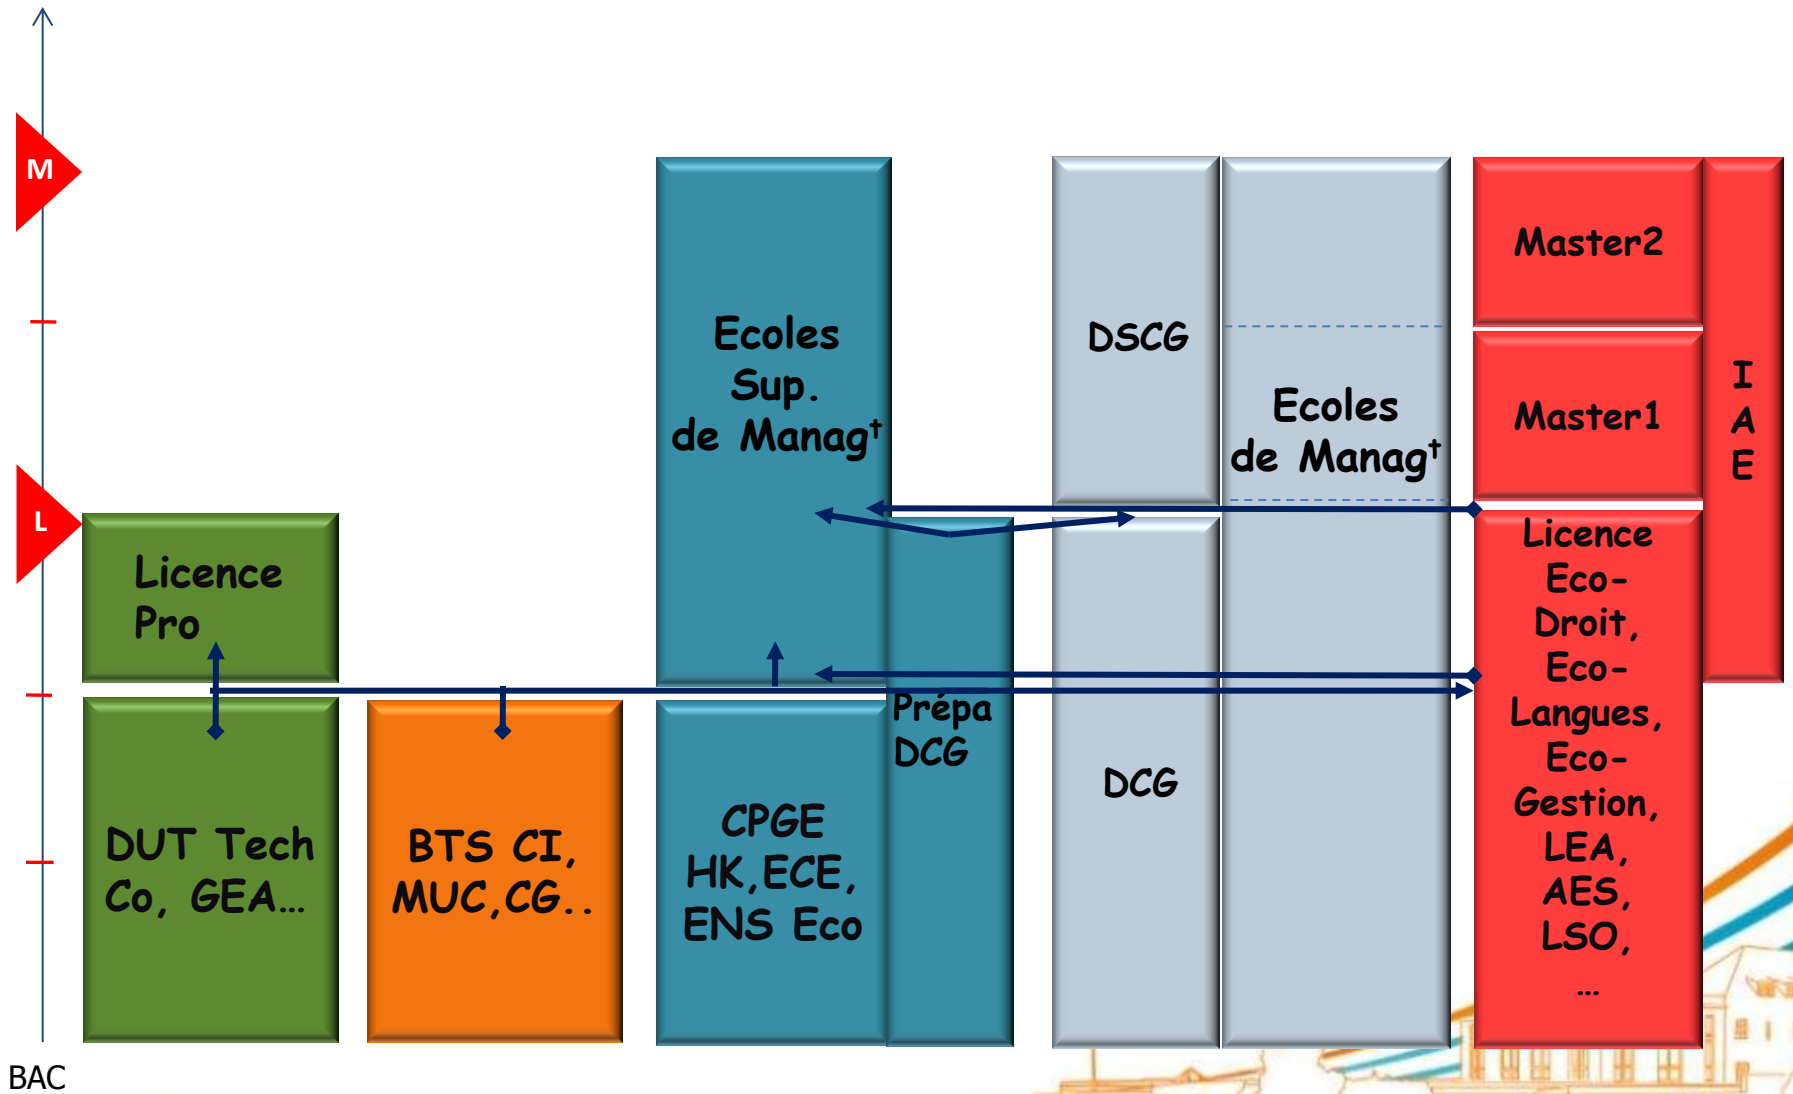 M
L
BAC
Licence
Pro
DUT Tech
Co, GEA…
BTS CI,
MUC,CG..
Ecoles
Sup.
de Managt
CPGE
HK,ECE,
ENS Eco
Prépa
DCG
DSCG
DCG
Ecoles
de Managt
Master2
Master1
Licence
Eco-
Droit,
Eco-
Langues,
Eco-
Gestion,
LEA,
AES,
LSO,
…
I
A
E